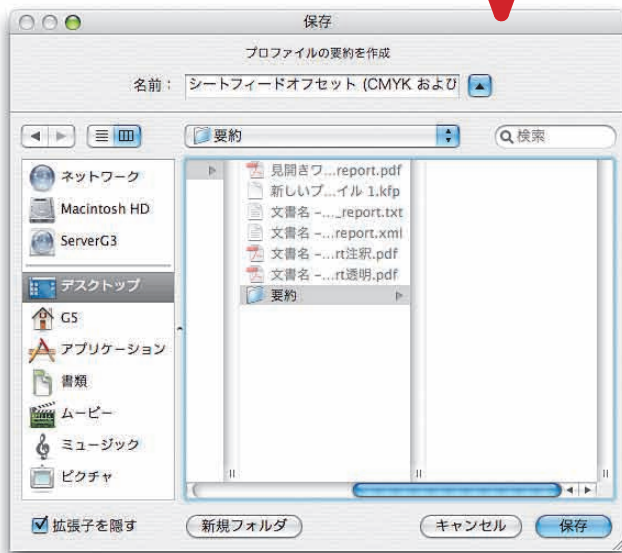 保存
プロファイルの要約を作成
名前： シートフィードオフセット (CMYK および
要約
検索
ネットワーク
Macintosh HD
ServerG3
デスクトップ
G5
アプリケーション
書類
ムービー
ミュージック
ピクチャ
見開きワ...report.pdf
新しいプ...イル 1.kfp
文書名 –..._report.txt
文書名 –...report.xml
文書名 –...rt注釈.pdf
文書名 –...rt透明.pdf
要約
拡張子を隠す
新規フォルダ
キャンセル
保存